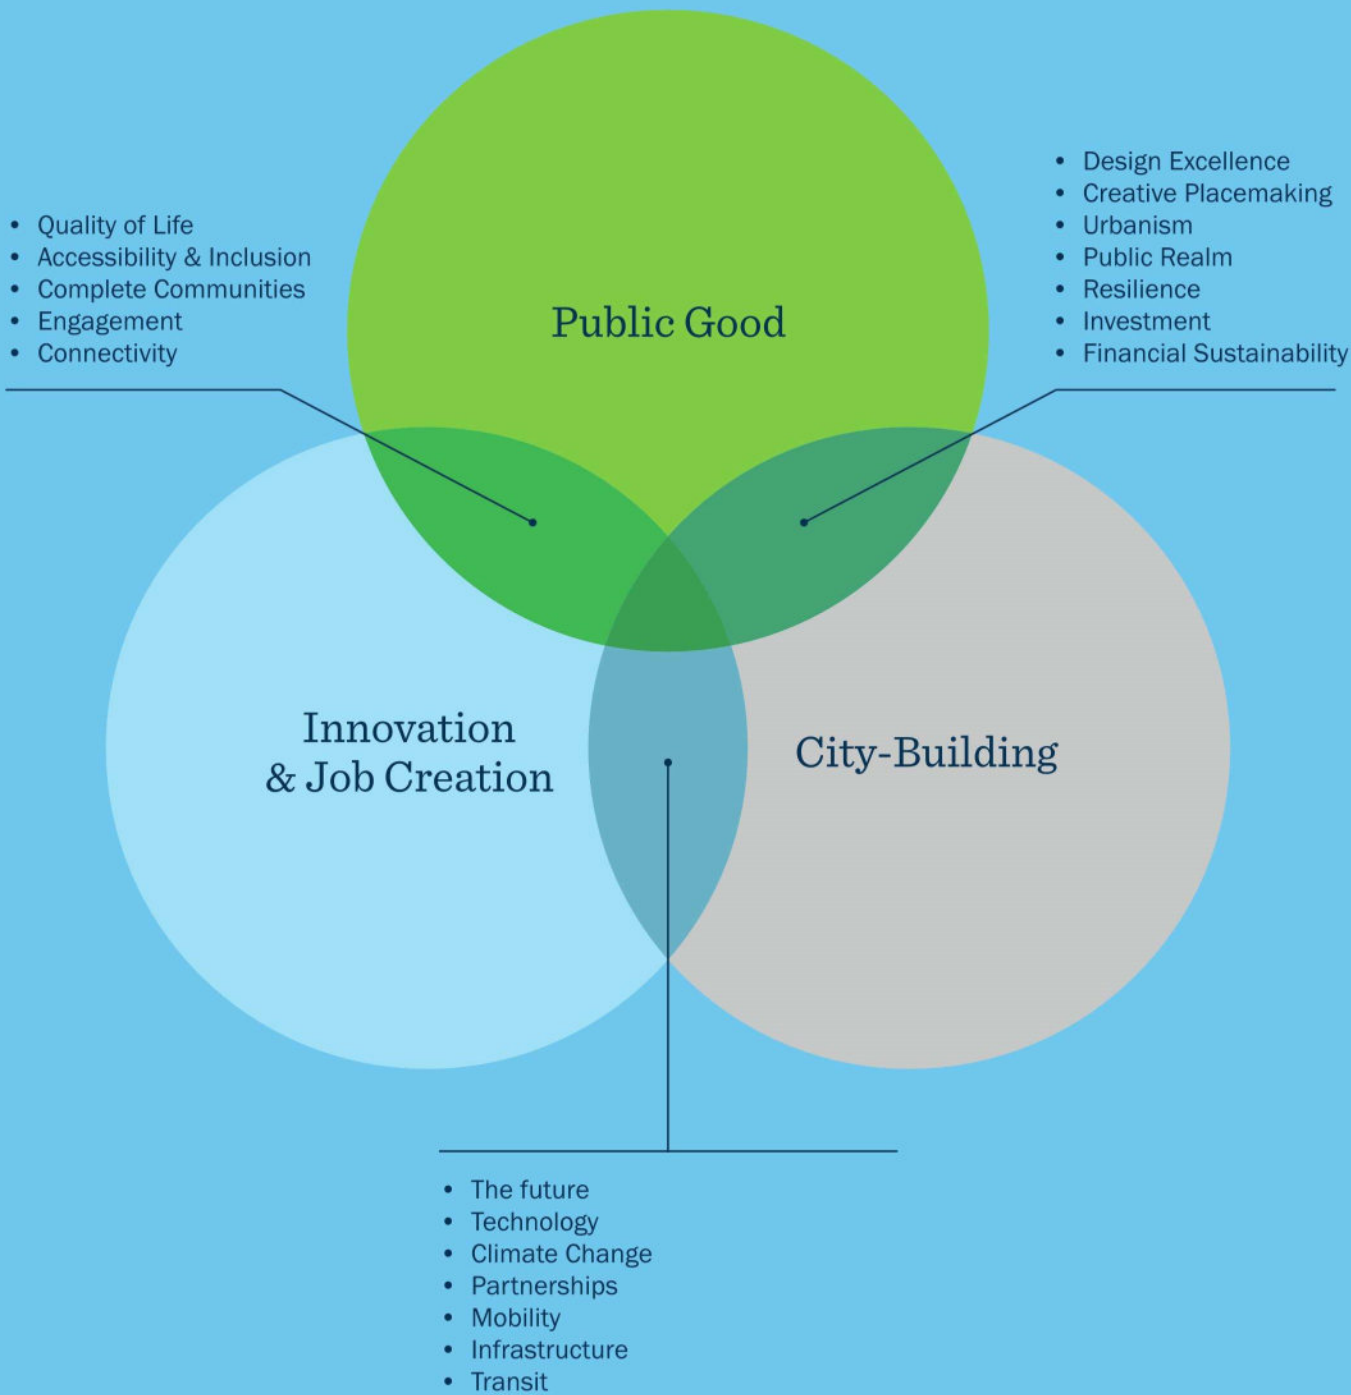 • Design Excellence
• Creative Placemaking
• Urbanism
• Public Realm
• Resilience
• Investment
• Financial Sustainability
• Quality of Life
• Accessibility & Inclusion
• Complete Communities
• Engagement
• Connectivity
Public Good
Innovation
& Job Creation
City-Building
• The future
• Technology
• Climate Change
• Partnerships
• Mobility
• Infrastructure
• Transit